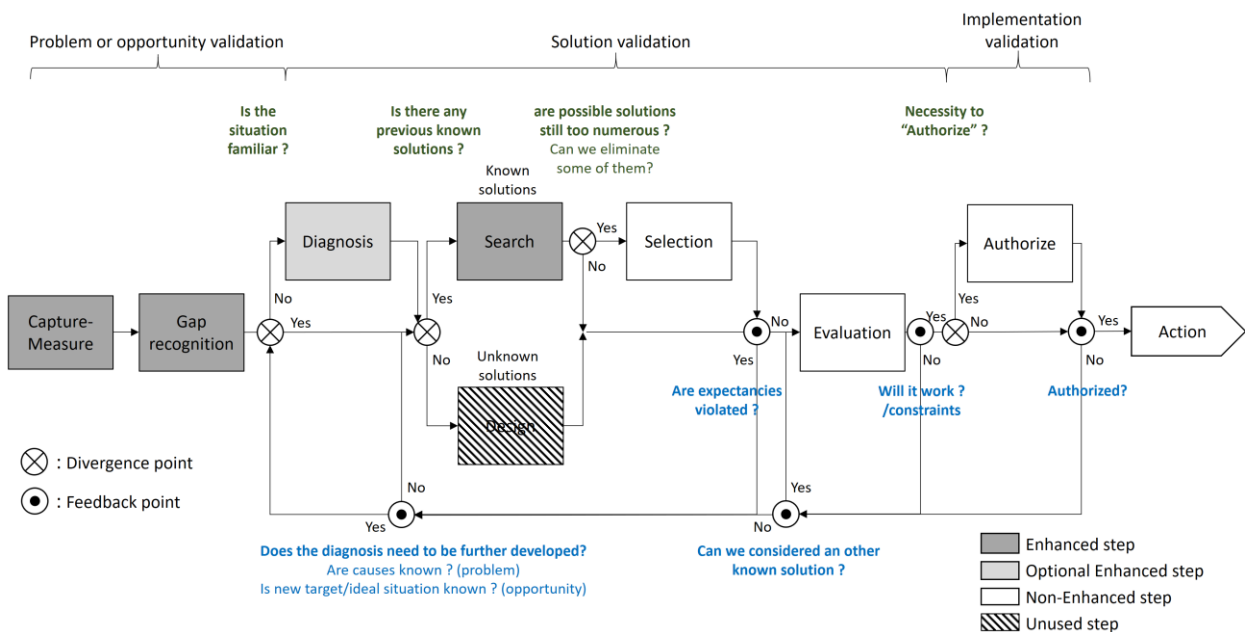 Problem or opportunity validation
Solution validation
Implementation
validation
Is the
situation
familiar ?
Is there any
previous known
solutions ?
are possible solutions
still too numerous ?
Can we eliminate
some of them?
Necessity to
“Authorize” ?
Known
solutions
Diagnosis
Search
Selection
Authorize
Yes
No
No
Yes
Yes
No
Yes
Capture-
Measure
Gap
recognition
Yes
No
No
Yes
Evaluation
Yes
No
No
Yes
No
Action
Unknown
solutions
Design
Are expectancies
violated ?
Will it work ?
/constraints
Authorized?
: Divergence point
: Feedback point
No
Yes
Yes
No
Does the diagnosis need to be further developed?
Are causes known ? (problem)
Is new target/ideal situation known ? (opportunity)
Can we considered an other
known solution ?
Enhanced step
Optional Enhanced step
Non-Enhanced step
Unused step